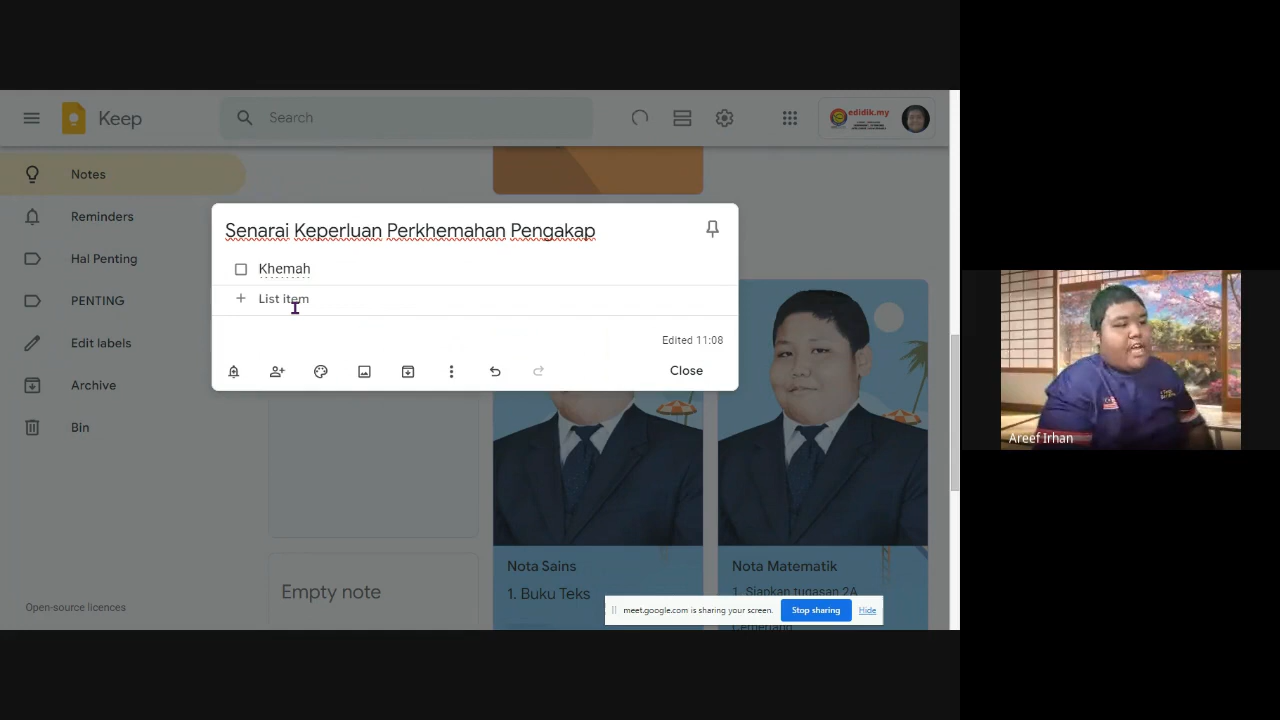 Keep
Search
edidik.my
Notes
Reminders
Hal Penting
PENTING
Edit labels
Archive
Bin
Open-source licences
Senarai Keperluan Perkhemahan Pengakap
Khemah
List item
Edited 11:08
Close
Empty note
Nota Sains
1. Buku Teks
Nota Matematik
1. Siapkan tugasan 2A
meet.google.com is sharing your screen.
Stop sharing
Hide
Areef Irhan